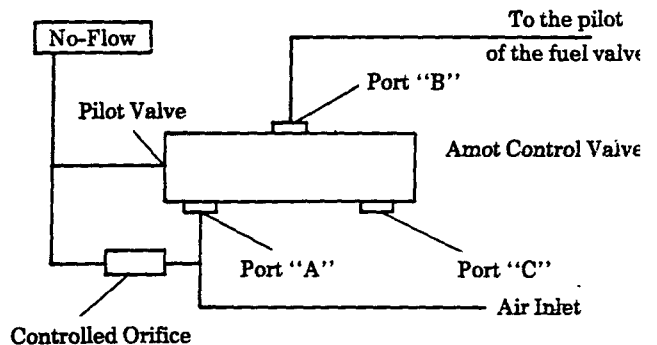 To the pilot
of the fuel valve
No-Flow
Port "B"
Pilot Valve
Amot Control Valve
Port "A"
Port "C"
Air Inlet
Controlled Orifice